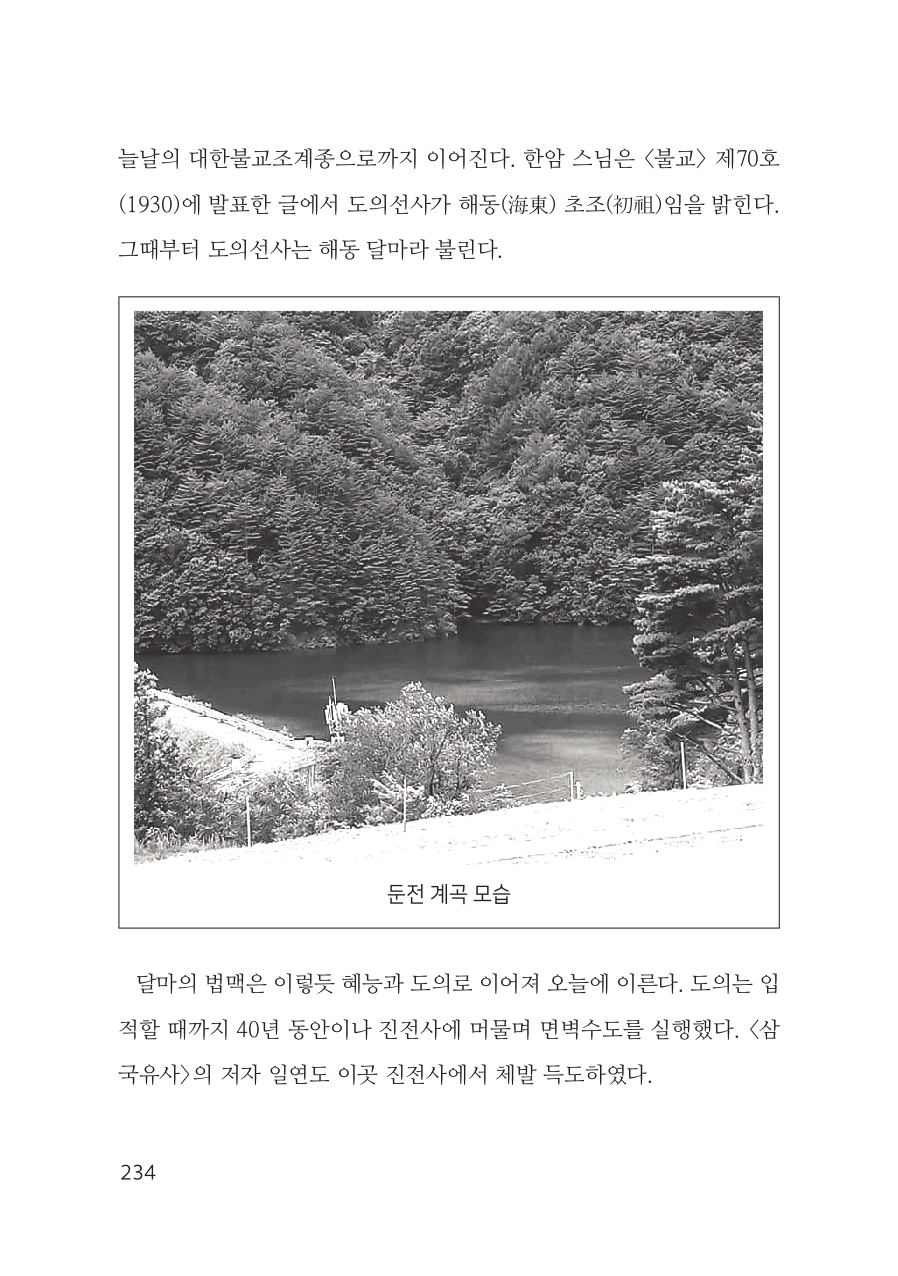 늘날의 대한불교조계종으로까지 이어진다. 한암 스님은 〈불교〉 제70호
(1930)에 발표한 글에서 도의선사가 해동(海東) 초조(初祖)임을 밝힌다.
그때부터 도의선사는 해동 달마라 불린다.
둔전 계곡 모습
달마의 법맥은 이렇듯 혜능과 도의로 이어져 오늘에 이른다. 도의는 입
적할 때까지 40년 동안이나 진전사에 머물며 면벽수도를 실행했다. 〈삼
국유사〉의 저자 일연도 이곳 진전사에서 체발 득도하였다.
234